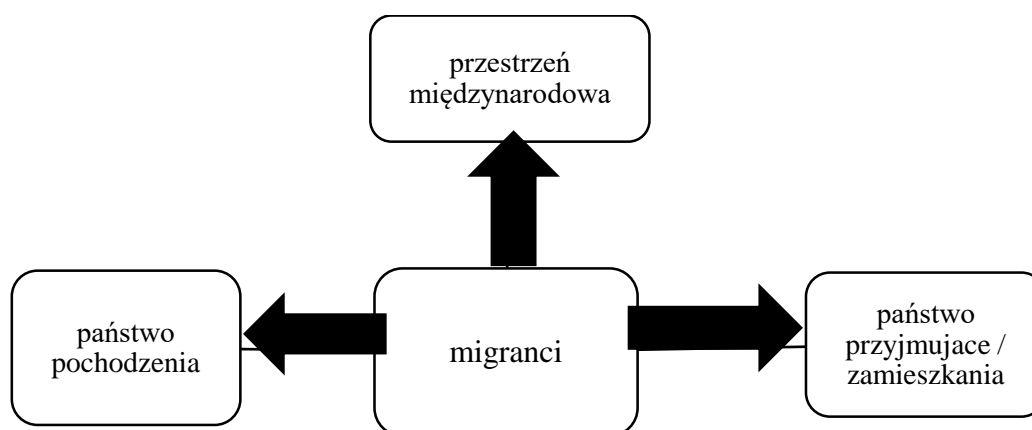 przestrzeń
międzynarodowa
państwo
pochodzenia
migranci
państwo
przyjmujace /
zamieszkania